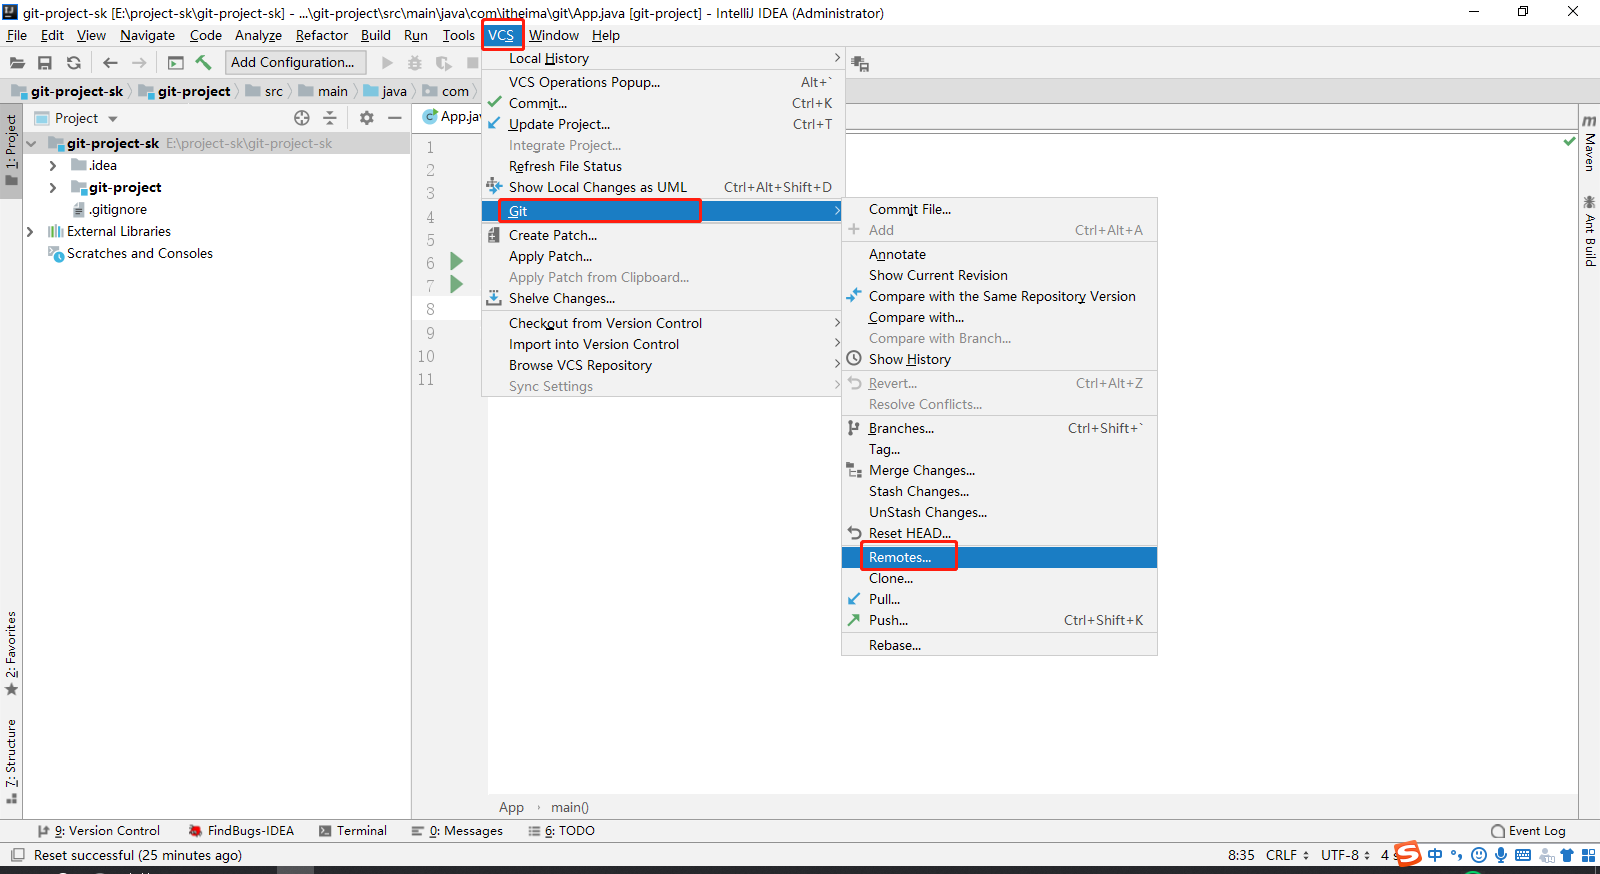 git-project-sk [E:\project-sk\git-project-sk] - ...\git-project\src\main\java\com\itheima\git\App.java [git-project] - IntelliJ IDEA (Administrator)
File Edit View Navigate Code Analyze Refactor Build Run Tools VCS Window Help
Add Configuration...
git-project-sk git-project src main java com
Project
App.jav
1: Project
git-project-sk E:\project-sk\git-project-sk
.idea
git-project
.gitignore
External Libraries
Scratches and Consoles
1
2
3
4
5
6
7
8
9
10
11
Local History
VCS Operations Popup... Alt+`
Commit... Ctrl+K
Update Project... Ctrl+T
Integrate Project...
Refresh File Status
Show Local Changes as UML Ctrl+Alt+Shift+D
Git
Create Patch...
Apply Patch...
Apply Patch from Clipboard...
Shelve Changes...
Checkout from Version Control
Import into Version Control
Browse VCS Repository
Sync Settings
Commit File...
Add Ctrl+Alt+A
Annotate
Show Current Revision
Compare with the Same Repository Version
Compare with...
Compare with Branch...
Show History
Revert... Ctrl+Alt+Z
Resolve Conflicts...
Branches... Ctrl+Shift+`
Tag...
Merge Changes...
Stash Changes...
UnStash Changes...
Reset HEAD...
Remotes...
Clone...
Pull...
Push... Ctrl+Shift+K
Rebase...
m
Maven
Ant Build
2: Favorites
7: Structure
App main()
9: Version Control FindBugs-IDEA Terminal 0: Messages 6: TODO Event Log
Reset successful (25 minutes ago) 8:35 CRLF UTF-8 4 s 中